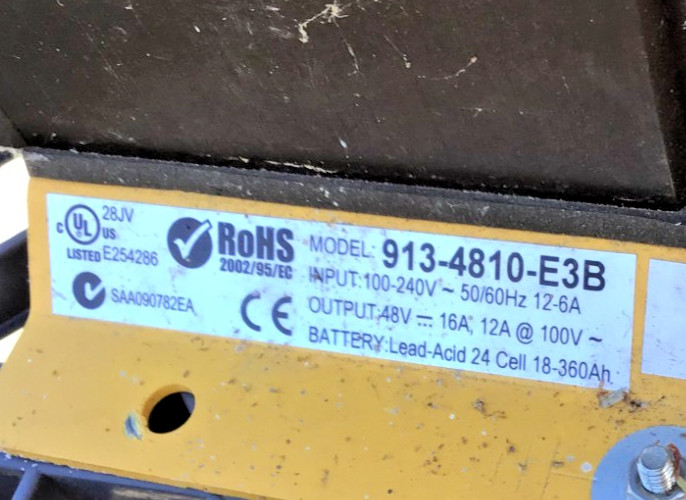 C UL US 28JV
LISTED E254286
SAA090782EA
RoHS
2002/95/EC
CE
MODEL: 913-4810-E3B
INPUT:100-240V ~ 50/60Hz 12-6A
OUTPUT:48V ⎓ 16A, 12A @ 100V ~
BATTERY:Lead-Acid 24 Cell 18-360Ah